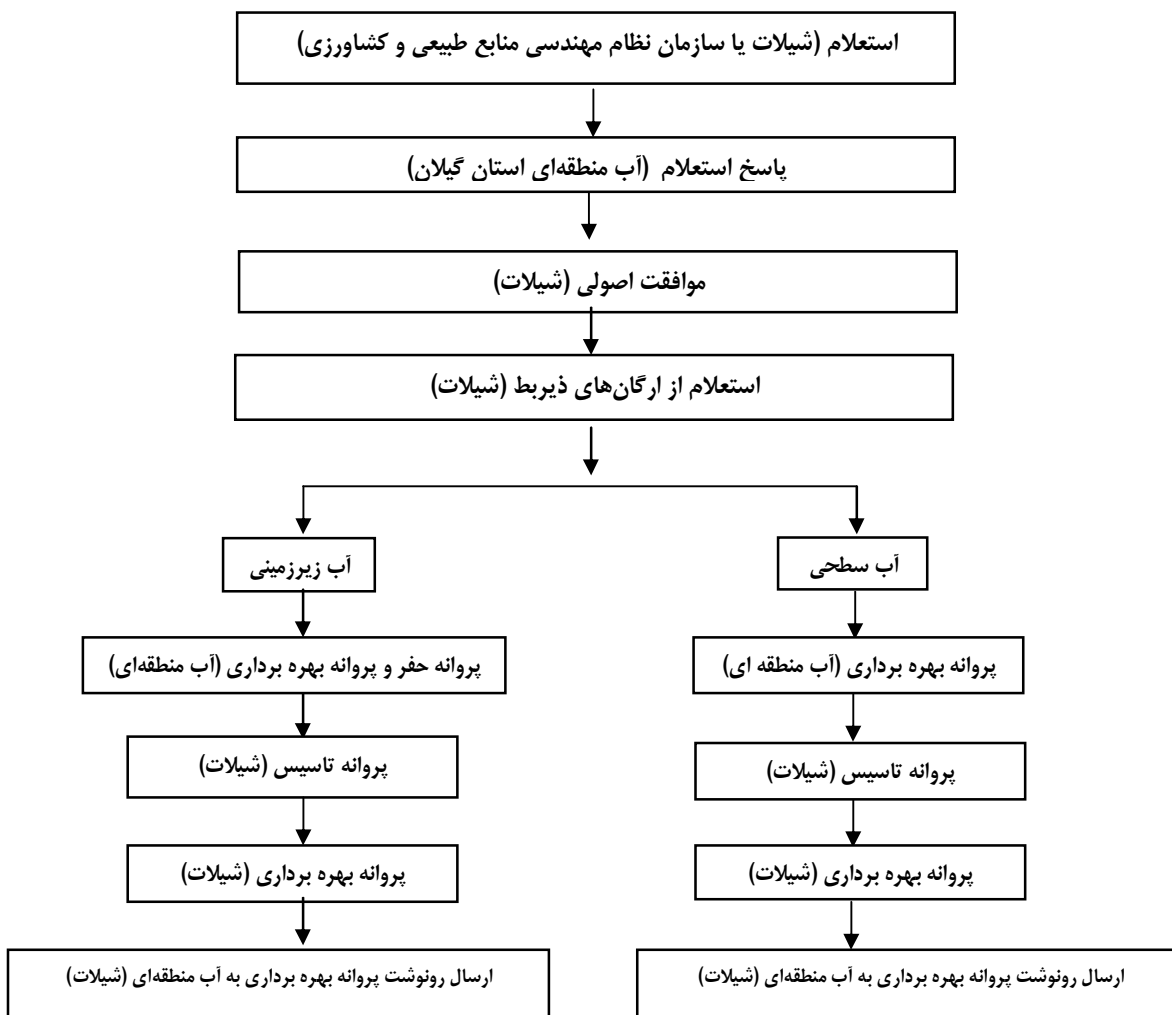 استعلام (شیلات یا سازمان نظام مهندسی منابع طبیعی و کشاورزی)
پاسخ استعلام (آب منطقه‌ای استان گیلان)
موافقت اصولی (شیلات)
استعلام از ارگان‌های ذیربط (شیلات)
آب سطحی
آب زیرزمینی
پروانه بهره برداری (آب منطقه ای)
پروانه حفر و پروانه بهره برداری (آب منطقه‌ای)
پروانه تاسیس (شیلات)
پروانه تاسیس (شیلات)
پروانه بهره برداری (شیلات)
پروانه بهره برداری (شیلات)
ارسال رونوشت پروانه بهره برداری به آب منطقه‌ای (شیلات)
ارسال رونوشت پروانه بهره برداری به آب منطقه‌ای (شیلات)